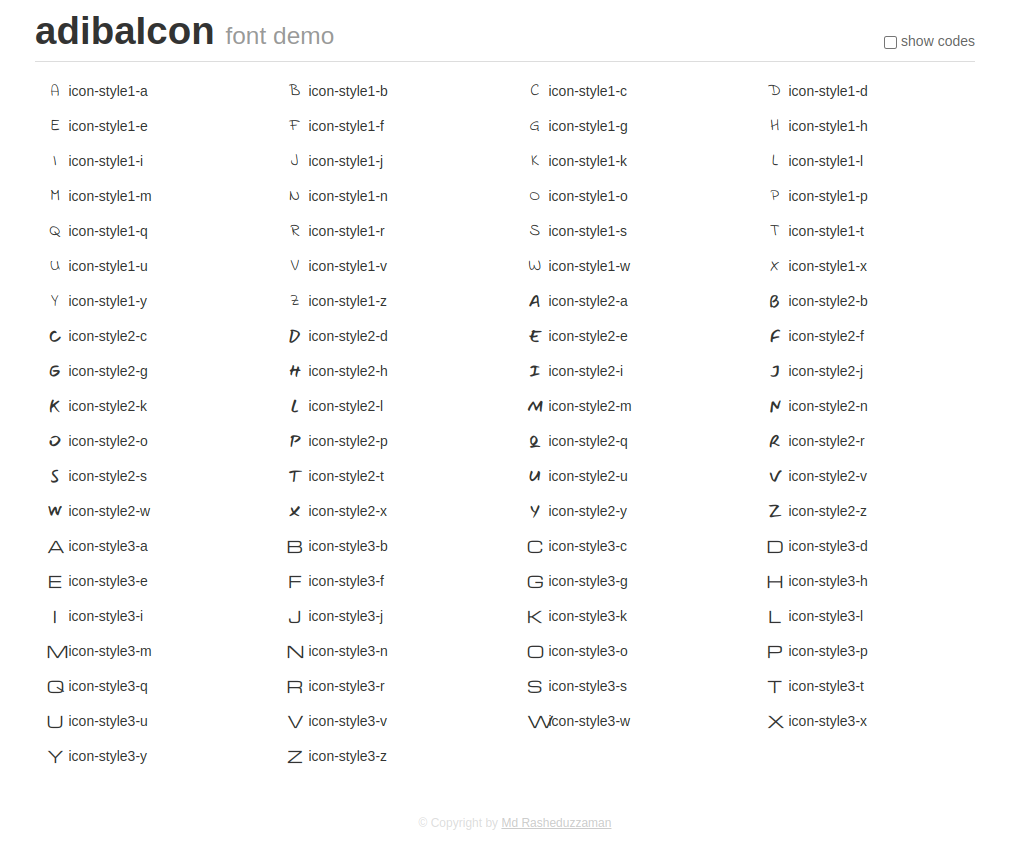 adibaIcon font demo
show codes
A icon-style1-a B icon-style1-b C icon-style1-c D icon-style1-d
E icon-style1-e F icon-style1-f G icon-style1-g H icon-style1-h
I icon-style1-i J icon-style1-j K icon-style1-k L icon-style1-l
M icon-style1-m N icon-style1-n O icon-style1-o P icon-style1-p
Q icon-style1-q R icon-style1-r S icon-style1-s T icon-style1-t
U icon-style1-u V icon-style1-v W icon-style1-w X icon-style1-x
Y icon-style1-y Z icon-style1-z A icon-style2-a B icon-style2-b
C icon-style2-c D icon-style2-d E icon-style2-e F icon-style2-f
G icon-style2-g H icon-style2-h I icon-style2-i J icon-style2-j
K icon-style2-k L icon-style2-l M icon-style2-m N icon-style2-n
O icon-style2-o P icon-style2-p Q icon-style2-q R icon-style2-r
S icon-style2-s T icon-style2-t U icon-style2-u V icon-style2-v
W icon-style2-w X icon-style2-x Y icon-style2-y Z icon-style2-z
A icon-style3-a B icon-style3-b C icon-style3-c D icon-style3-d
E icon-style3-e F icon-style3-f G icon-style3-g H icon-style3-h
I icon-style3-i J icon-style3-j K icon-style3-k L icon-style3-l
M icon-style3-m N icon-style3-n O icon-style3-o P icon-style3-p
Q icon-style3-q R icon-style3-r S icon-style3-s T icon-style3-t
U icon-style3-u V icon-style3-v W icon-style3-w X icon-style3-x
Y icon-style3-y Z icon-style3-z
© Copyright by Md Rasheduzzaman